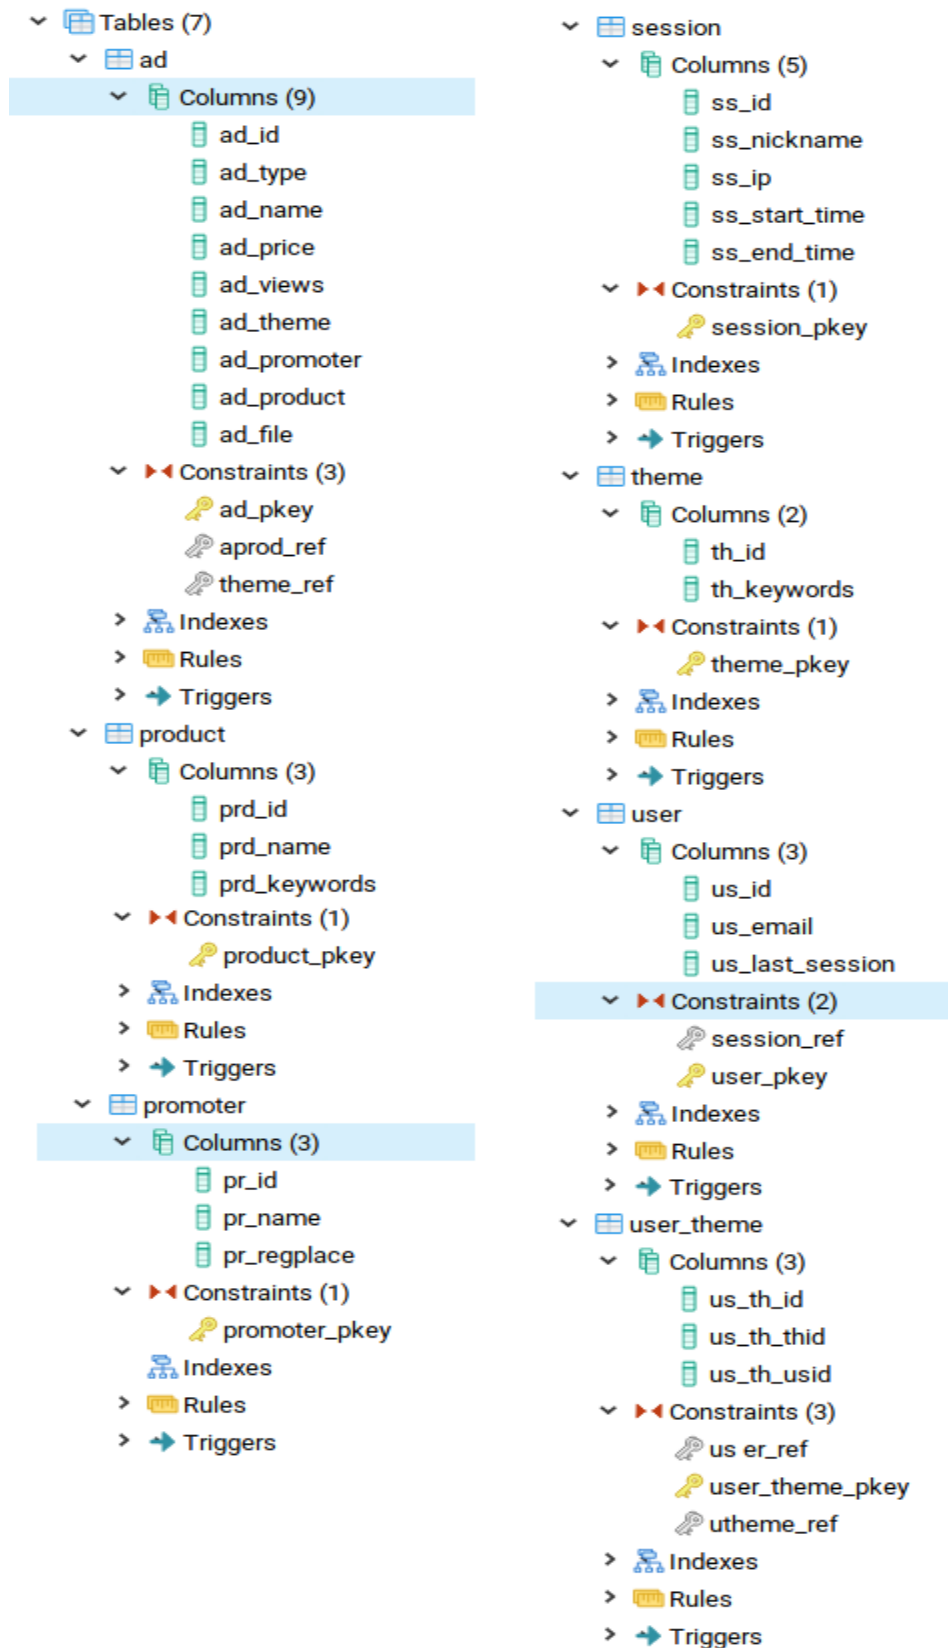 Tables (7)
ad
Columns (9)
ad_id
ad_type
ad_name
ad_price
ad_views
ad_theme
ad_promoter
ad_product
ad_file
Constraints (3)
ad_pkey
aprod_ref
theme_ref
Indexes
Rules
Triggers
product
Columns (3)
prd_id
prd_name
prd_keywords
Constraints (1)
product_pkey
Indexes
Rules
Triggers
promoter
Columns (3)
pr_id
pr_name
pr_regplace
Constraints (1)
promoter_pkey
Indexes
Rules
Triggers
session
Columns (5)
ss_id
ss_nickname
ss_ip
ss_start_time
ss_end_time
Constraints (1)
session_pkey
Indexes
Rules
Triggers
theme
Columns (2)
th_id
th_keywords
Constraints (1)
theme_pkey
Indexes
Rules
Triggers
user
Columns (3)
us_id
us_email
us_last_session
Constraints (2)
session_ref
user_pkey
Indexes
Rules
Triggers
user_theme
Columns (3)
us_th_id
us_th_thid
us_th_usid
Constraints (3)
us er_ref
user_theme_pkey
utheme_ref
Indexes
Rules
Triggers